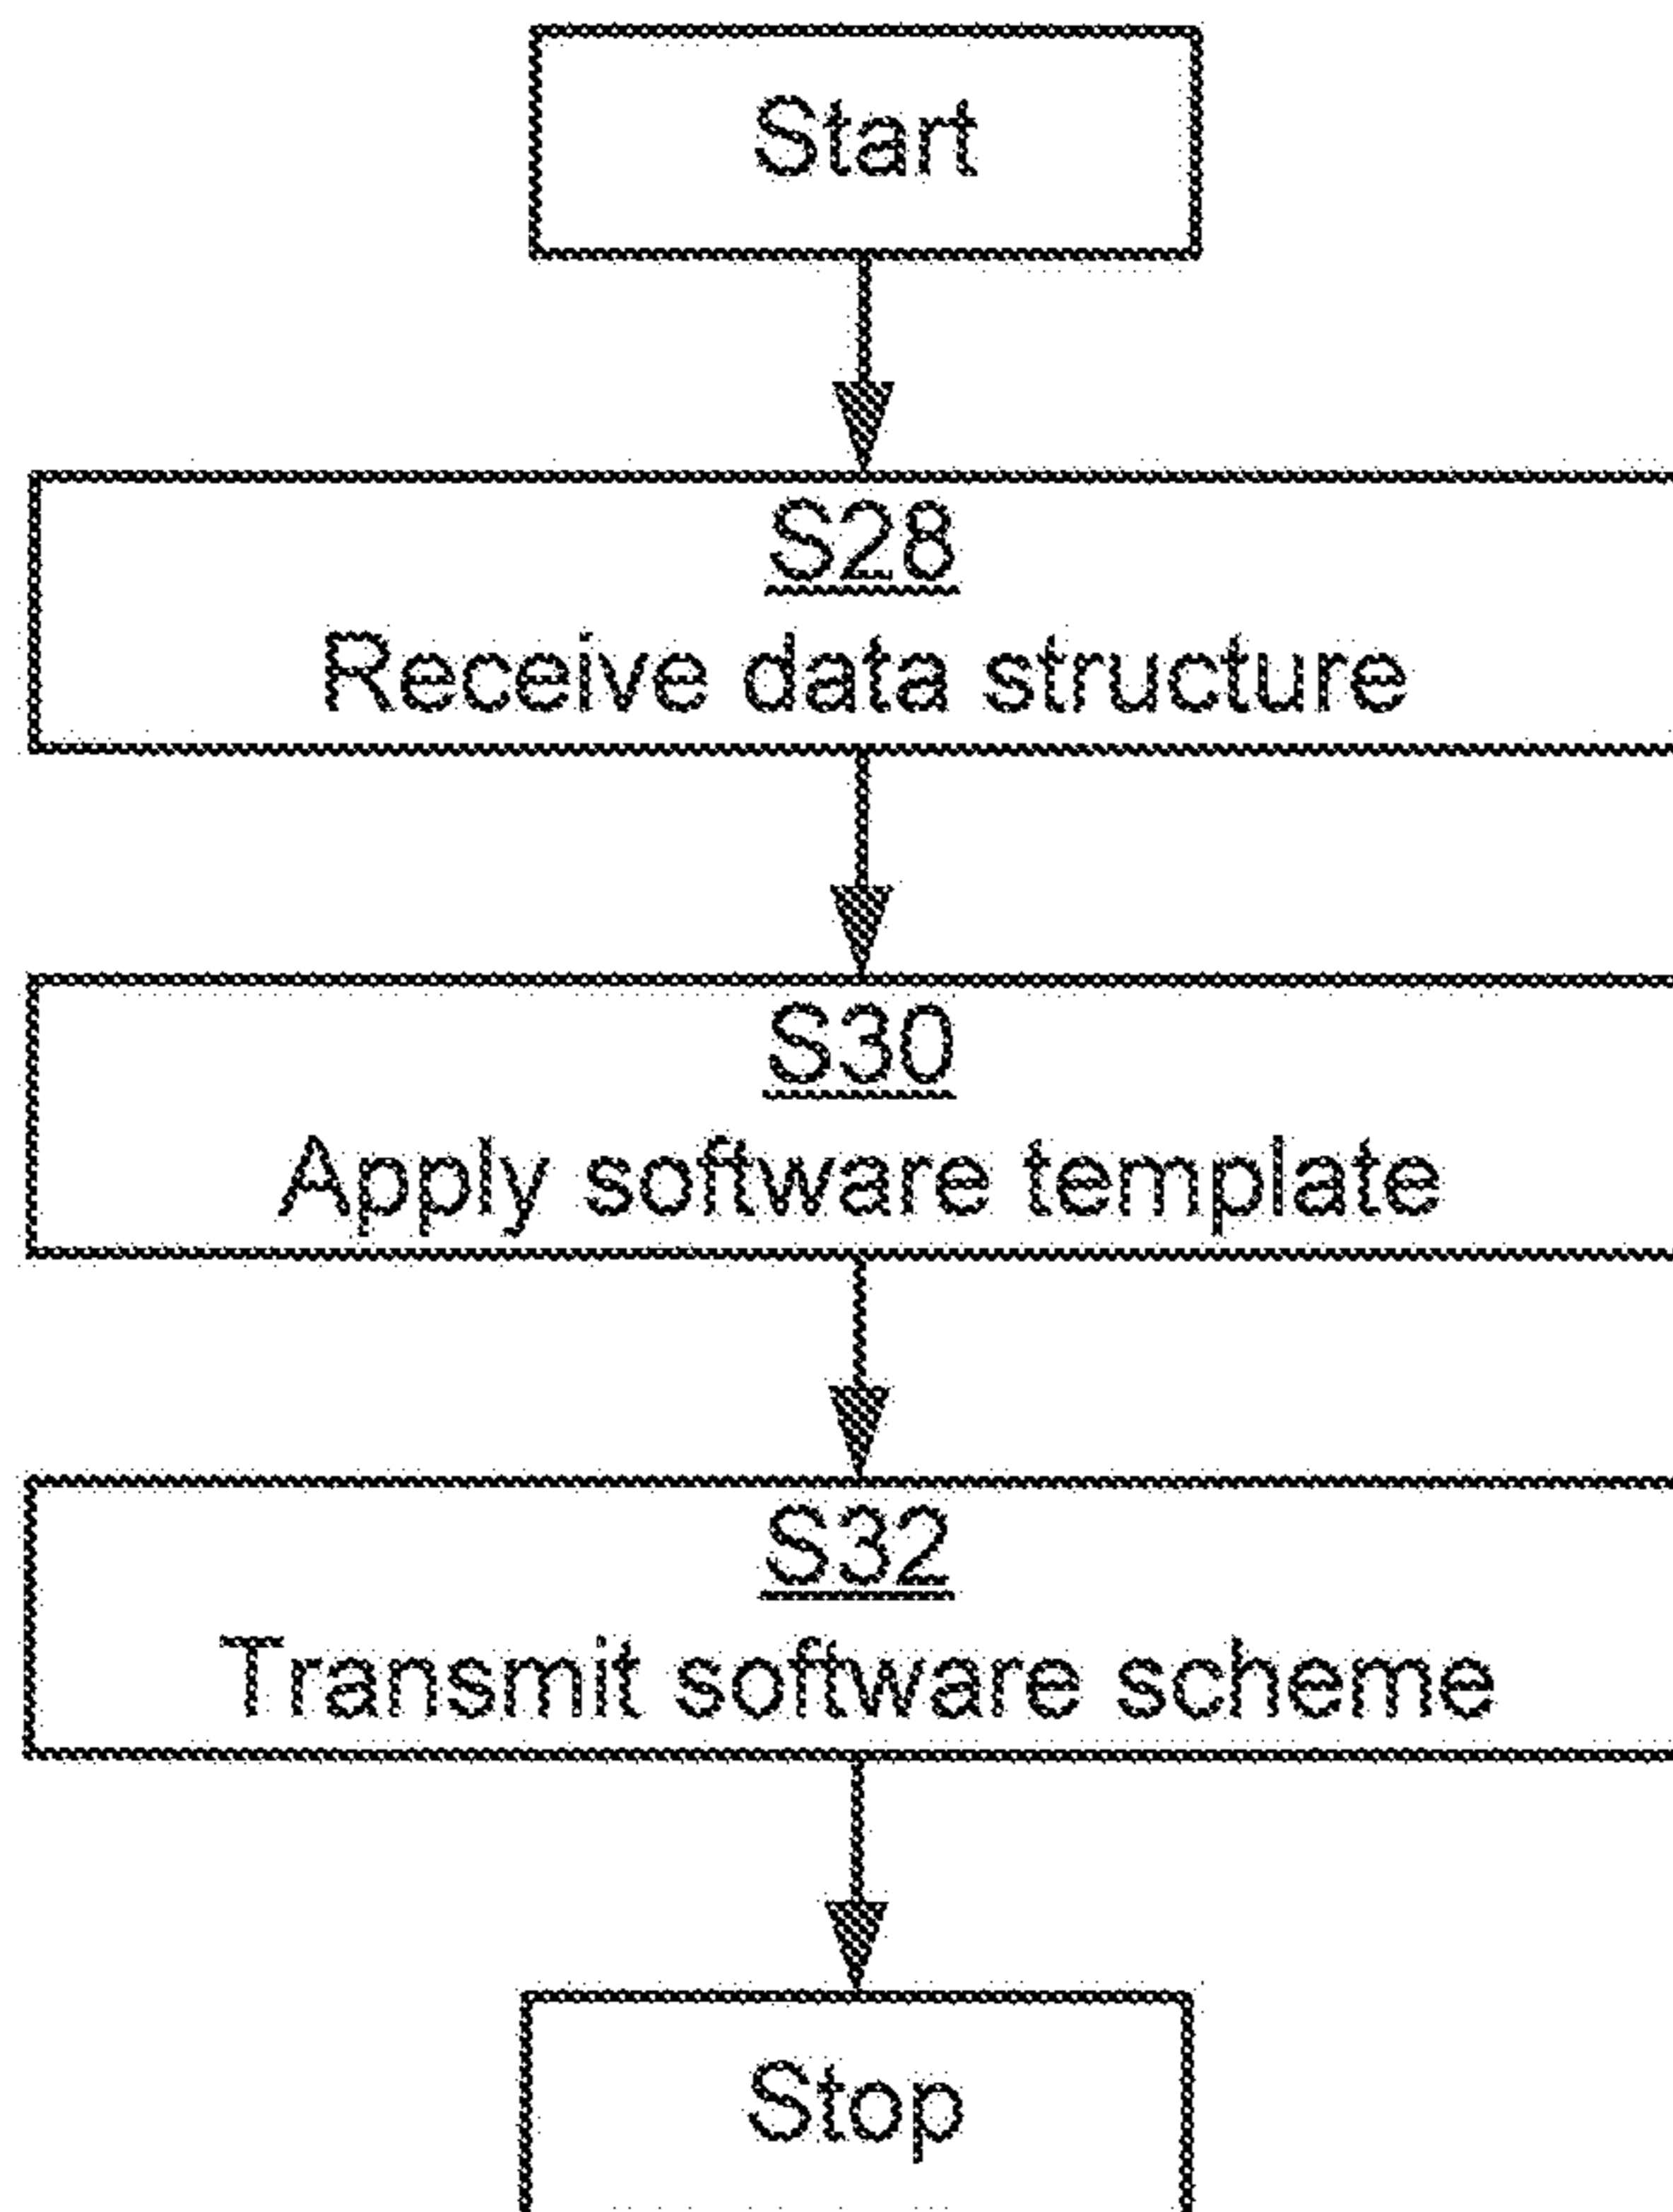 Start
S28
Receive data structure
S30
Apply software template
S32
Transmit software scheme
Stop